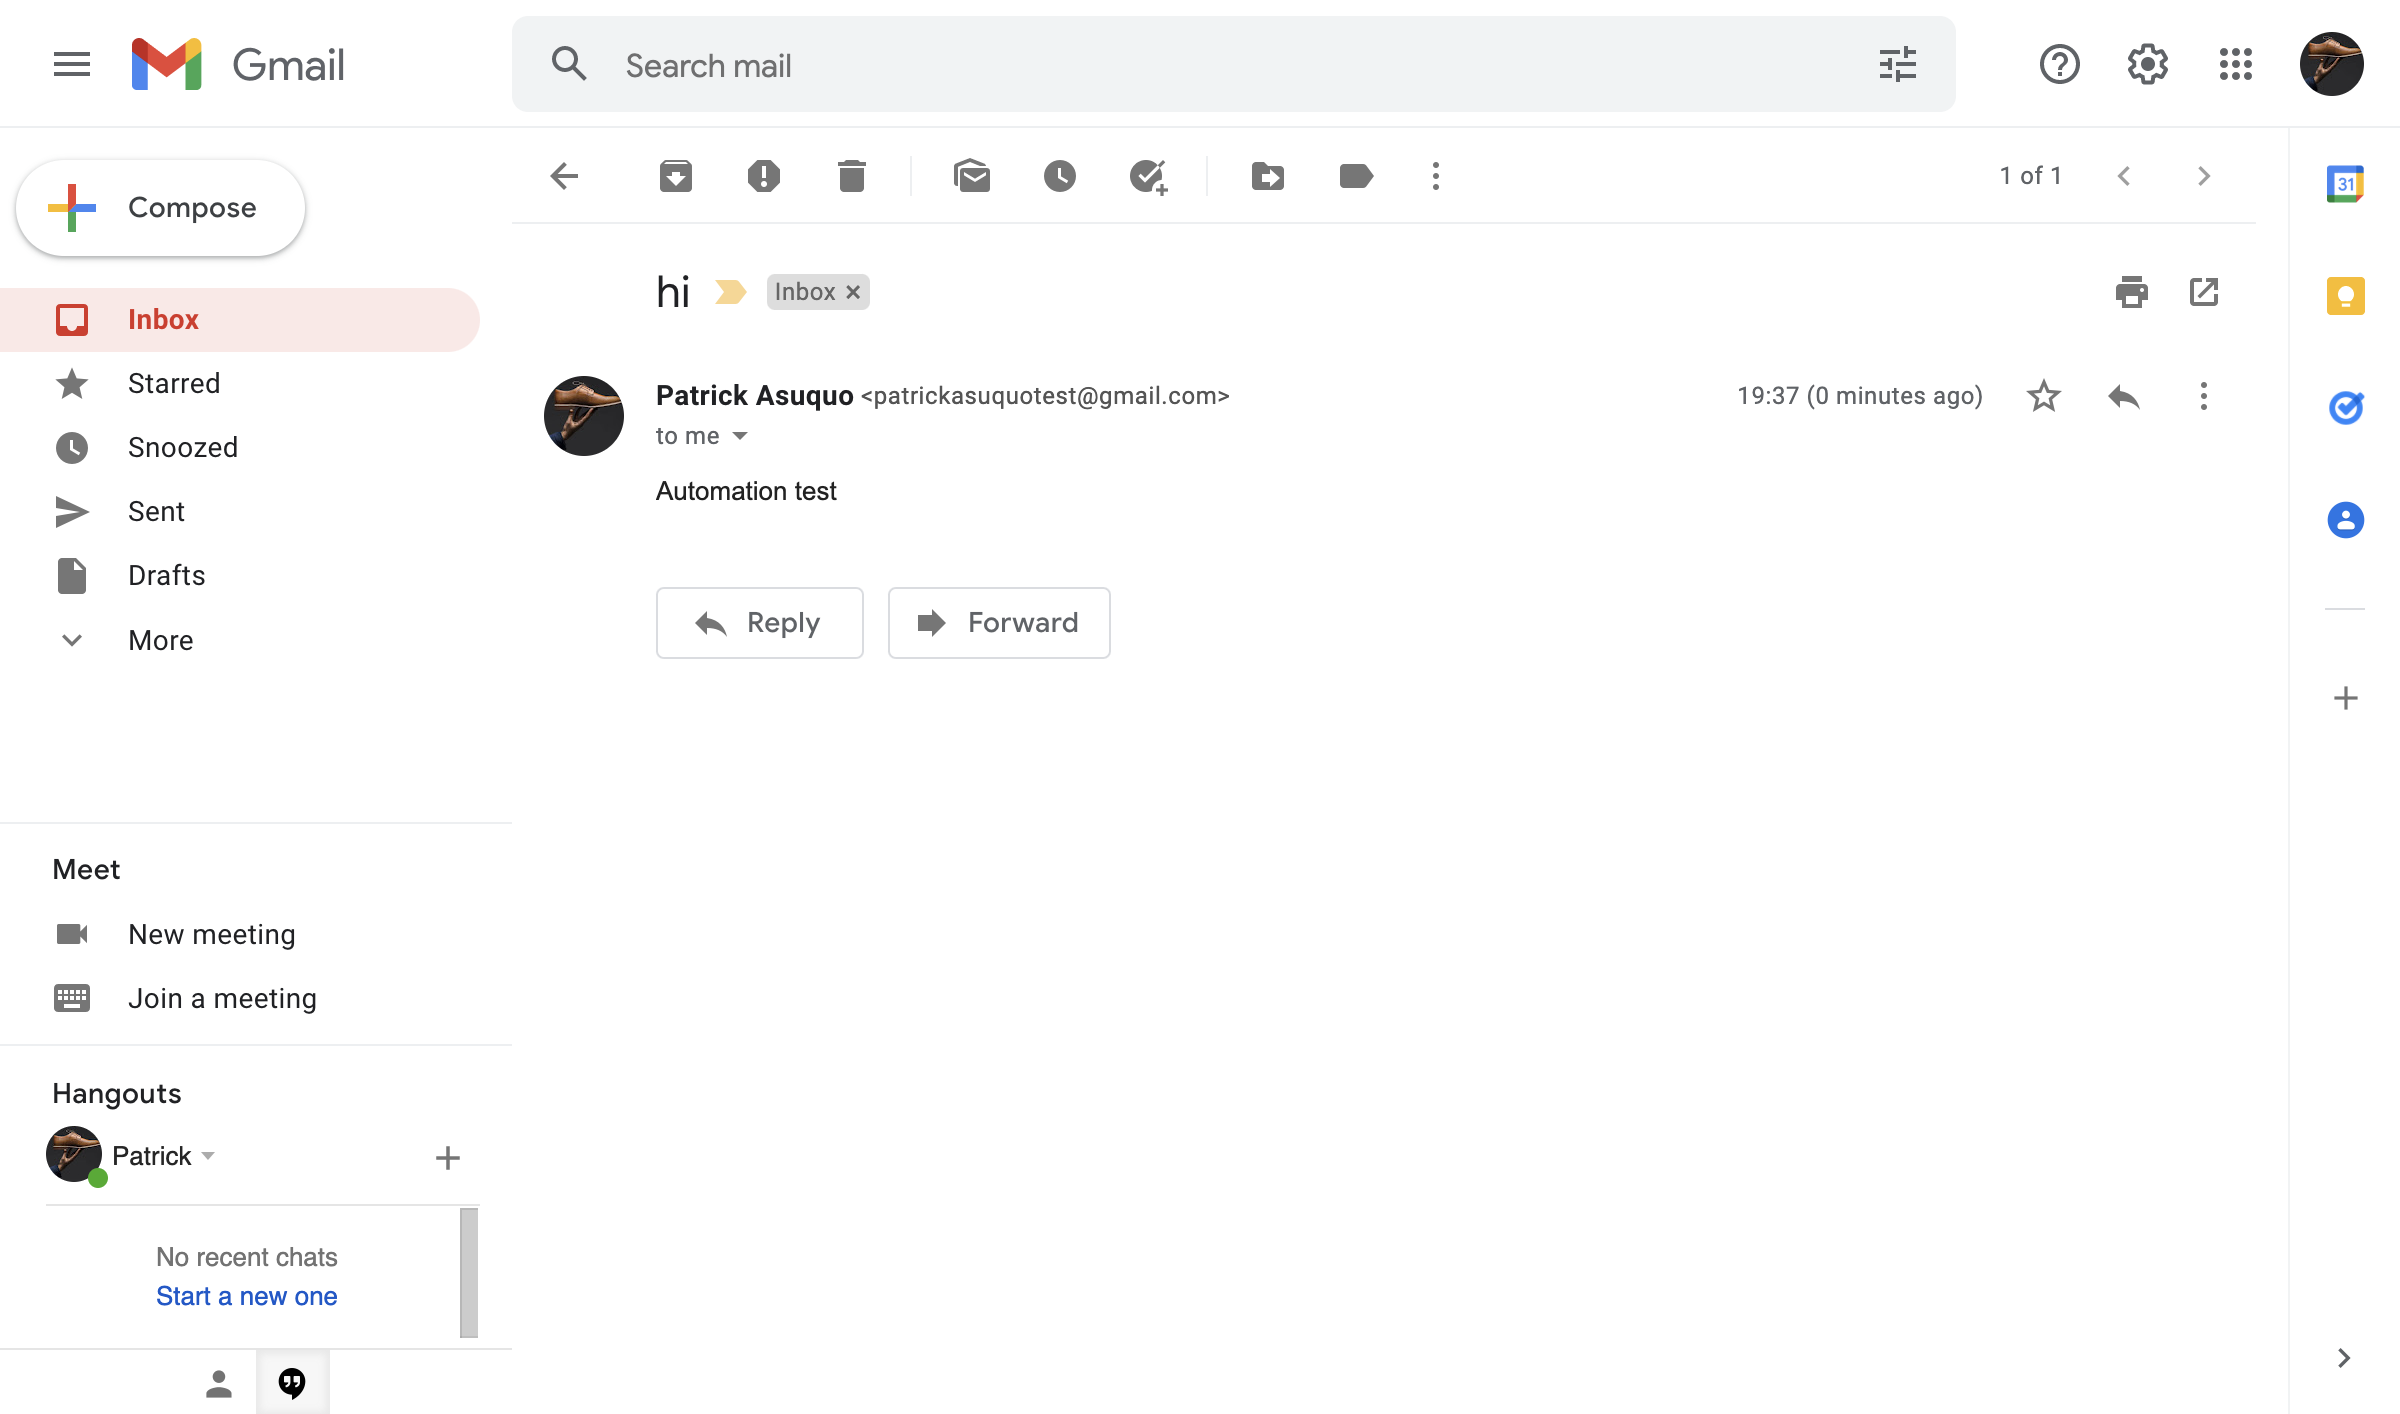 Gmail
Search mail
Compose
1 of 1
31
Inbox
Starred
Snoozed
Sent
Drafts
More
hi Inbox ×
Patrick Asuquo <patrickasuquotest@gmail.com>
19:37 (0 minutes ago)
to me
Automation test
Reply
Forward
Meet
New meeting
Join a meeting
Hangouts
Patrick
No recent chats
Start a new one